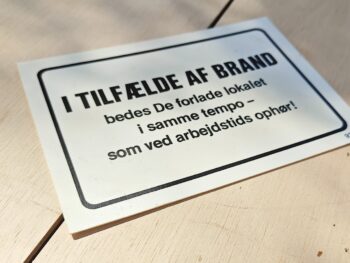 I TILFÆLDE AF BRAND
bedes De forlade lokalet
i samme tempo –
som ved arbejdstids ophør!